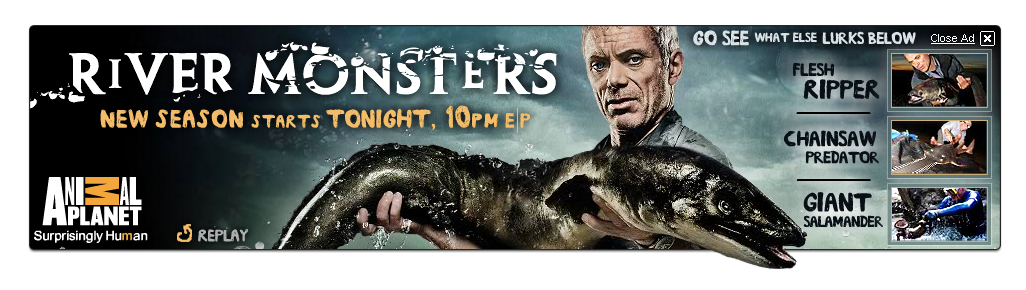 RIVER MONSTERS
NEW SEASON STARTS TONIGHT, 10PM E|P
ANIMAL
PLANET
Surprisingly Human
REPLAY
GO SEE WHAT ELSE LURKS BELOW
Close Ad X
FLESH
RIPPER
CHAINSAW
PREDATOR
GIANT
SALAMANDER